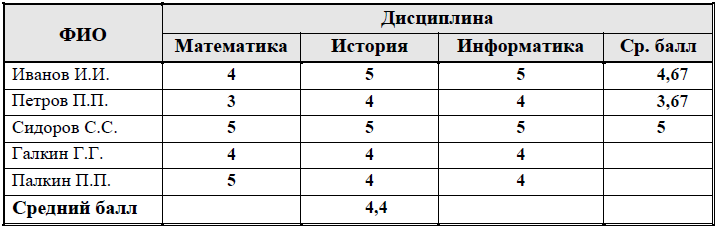 ФИО Дисциплина
Математика История Информатика Ср. балл
Иванов И.И. 4 5 5 4,67
Петров П.П. 3 4 4 3,67
Сидоров С.С. 5 5 5 5
Галкин Г.Г. 4 4 4
Палкин П.П. 5 4 4
Средний балл 4,4